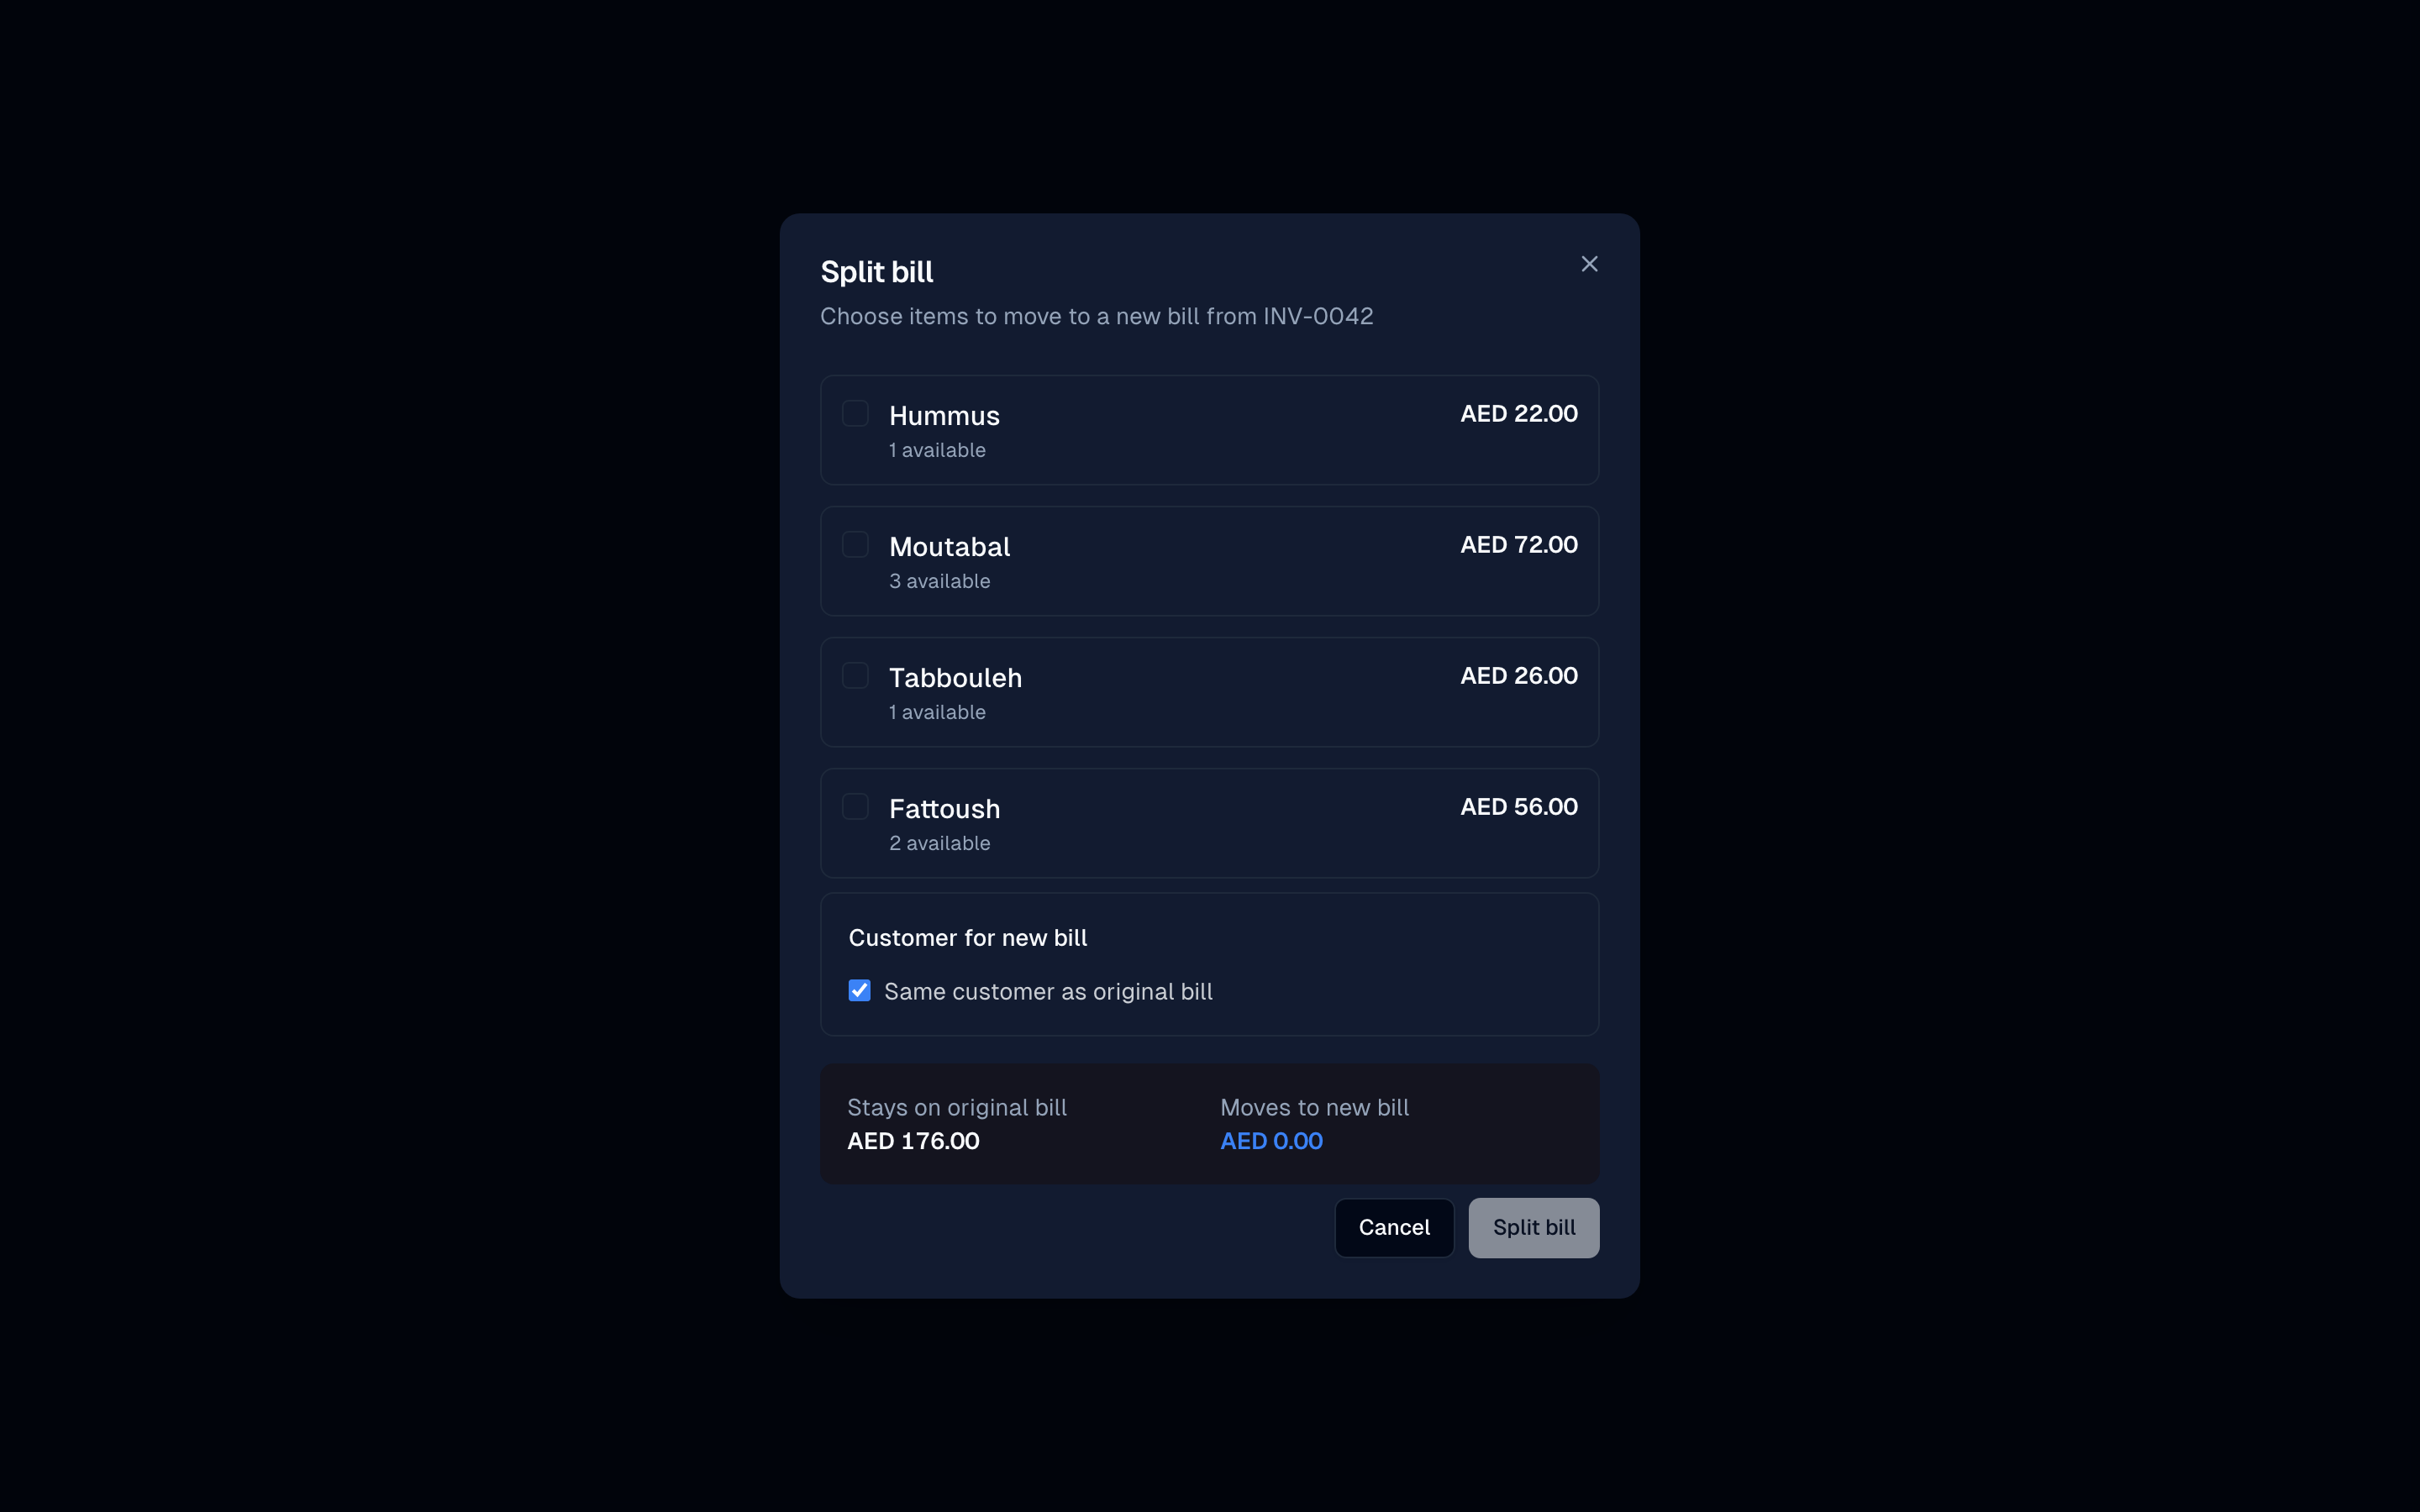 Split bill
Choose items to move to a new bill from INV-0042
Hummus
AED 22.00
1 available
Moutabal
AED 72.00
3 available
Tabbouleh
AED 26.00
1 available
Fattoush
AED 56.00
2 available
Customer for new bill
Same customer as original bill
Stays on original bill
AED 176.00
Moves to new bill
AED 0.00
Cancel
Split bill